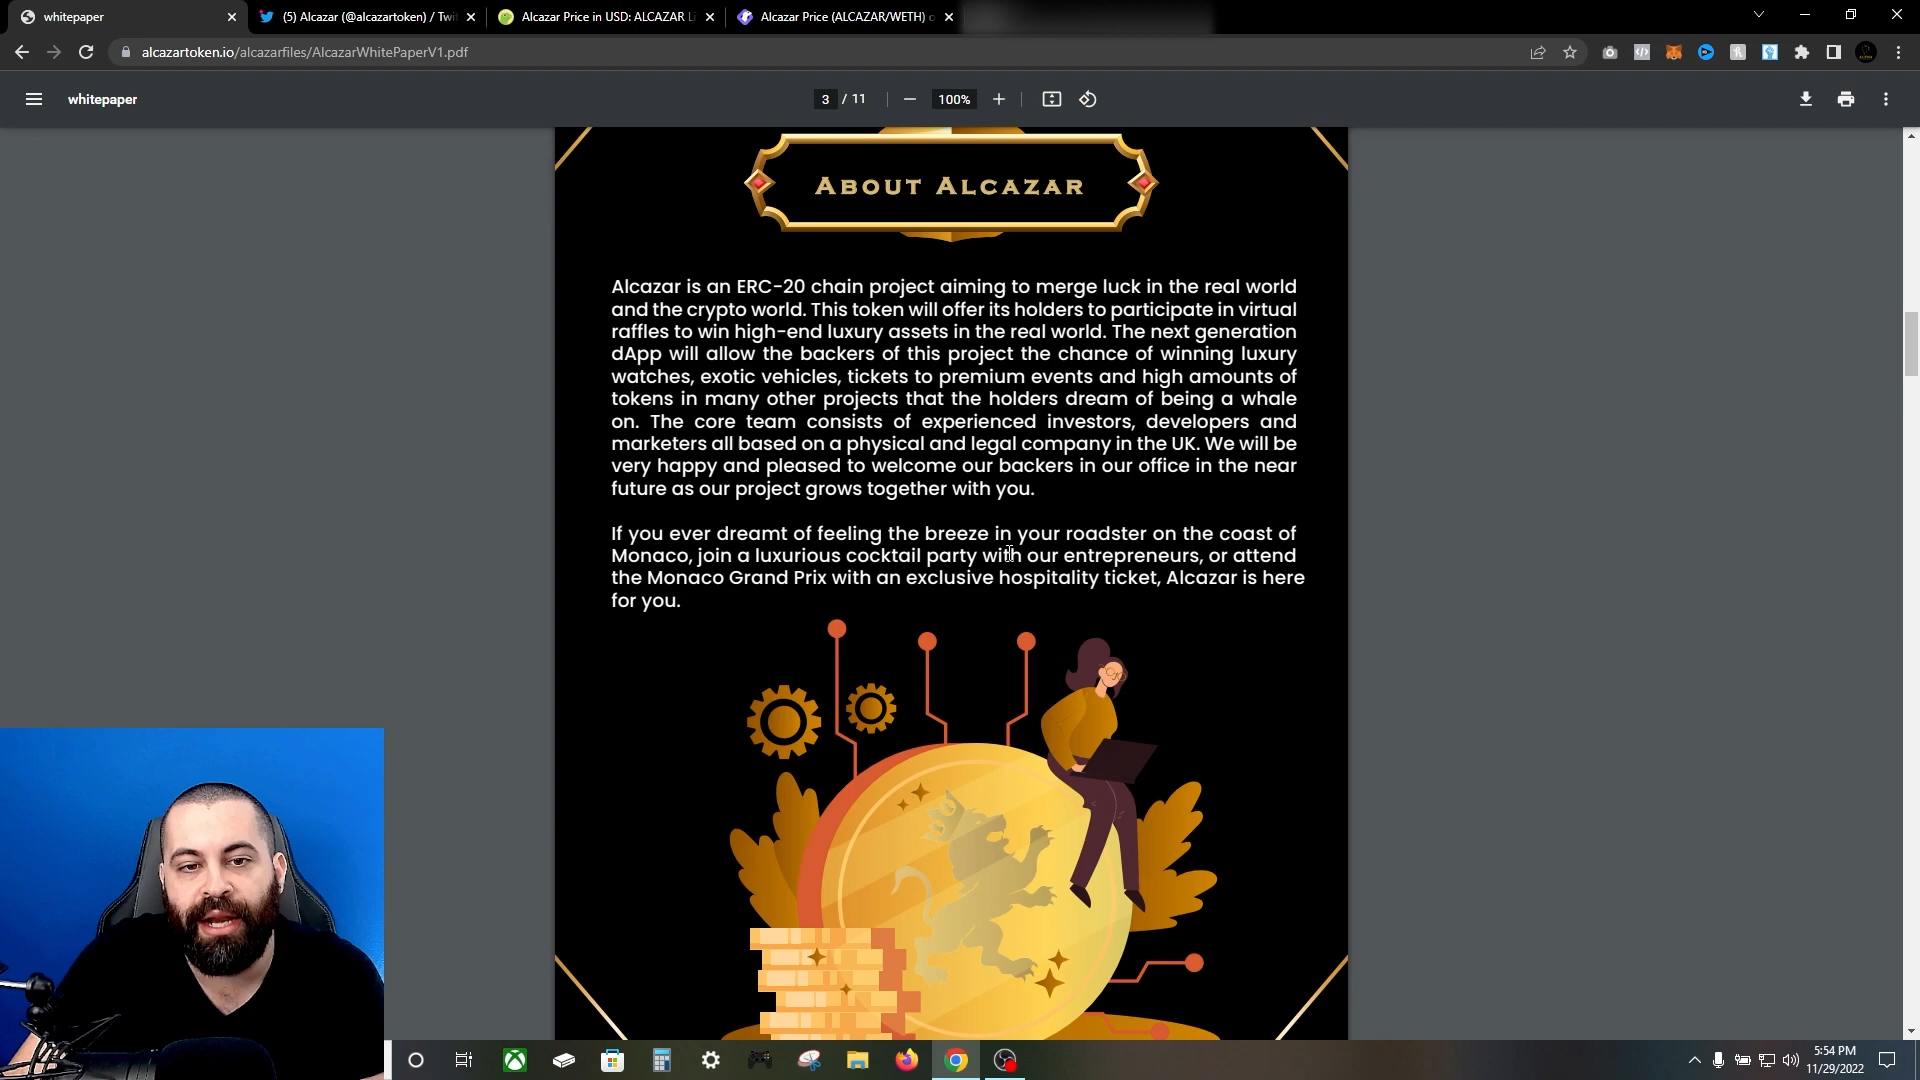 whitepaper
(5) Alcazar (@alcazartoken) / Twit
Alcazar Price in USD: ALCAZAR Li
Alcazar Price (ALCAZAR/WETH) o
alcazartoken.io/alcazarfiles/AlcazarWhitePaperV1.pdf
whitepaper
3 / 11
100%
About Alcazar
Alcazar is an ERC-20 chain project aiming to merge luck in the real world
and the crypto world. This token will offer its holders to participate in virtual
raffles to win high-end luxury assets in the real world. The next generation
dApp will allow the backers of this project the chance of winning luxury
watches, exotic vehicles, tickets to premium events and high amounts of
tokens in many other projects that the holders dream of being a whale
on. The core team consists of experienced investors, developers and
marketers all based on a physical and legal company in the UK. We will be
very happy and pleased to welcome our backers in our office in the near
future as our project grows together with you.
If you ever dreamt of feeling the breeze in your roadster on the coast of
Monaco, join a luxurious cocktail party with our entrepreneurs, or attend
the Monaco Grand Prix with an exclusive hospitality ticket, Alcazar is here
for you.
5:54 PM
11/29/2022